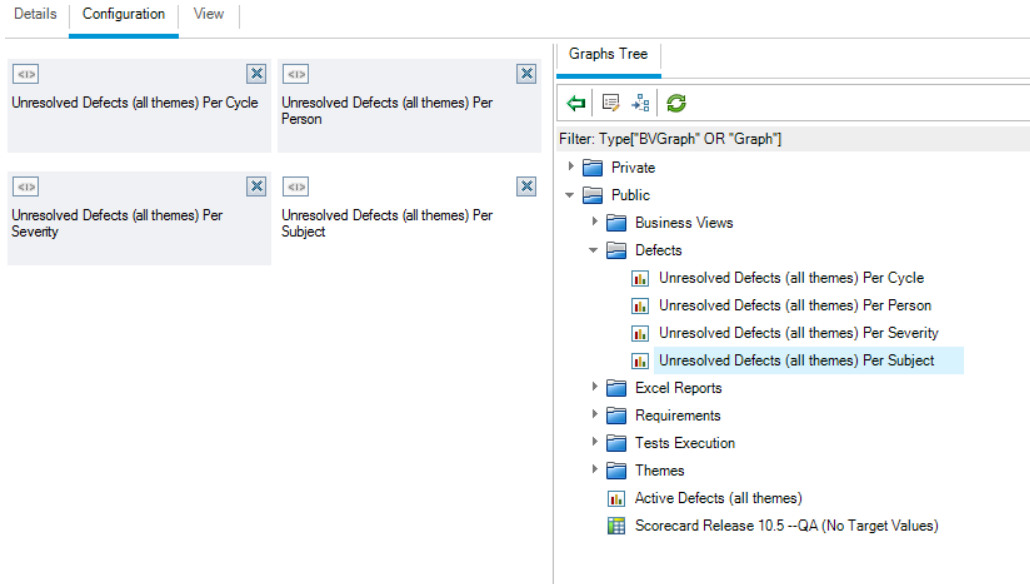 Details
Configuration
View
Unresolved Defects (all themes) Per Cycle
Unresolved Defects (all themes) Per
Person
Unresolved Defects (all themes) Per
Severity
Unresolved Defects (all themes) Per
Subject
Graphs Tree
Filter: Type["BVGraph" OR "Graph"]
Private
Public
Business Views
Defects
Unresolved Defects (all themes) Per Cycle
Unresolved Defects (all themes) Per Person
Unresolved Defects (all themes) Per Severity
Unresolved Defects (all themes) Per Subject
Excel Reports
Requirements
Tests Execution
Themes
Active Defects (all themes)
Scorecard Release 10.5 --QA (No Target Values)